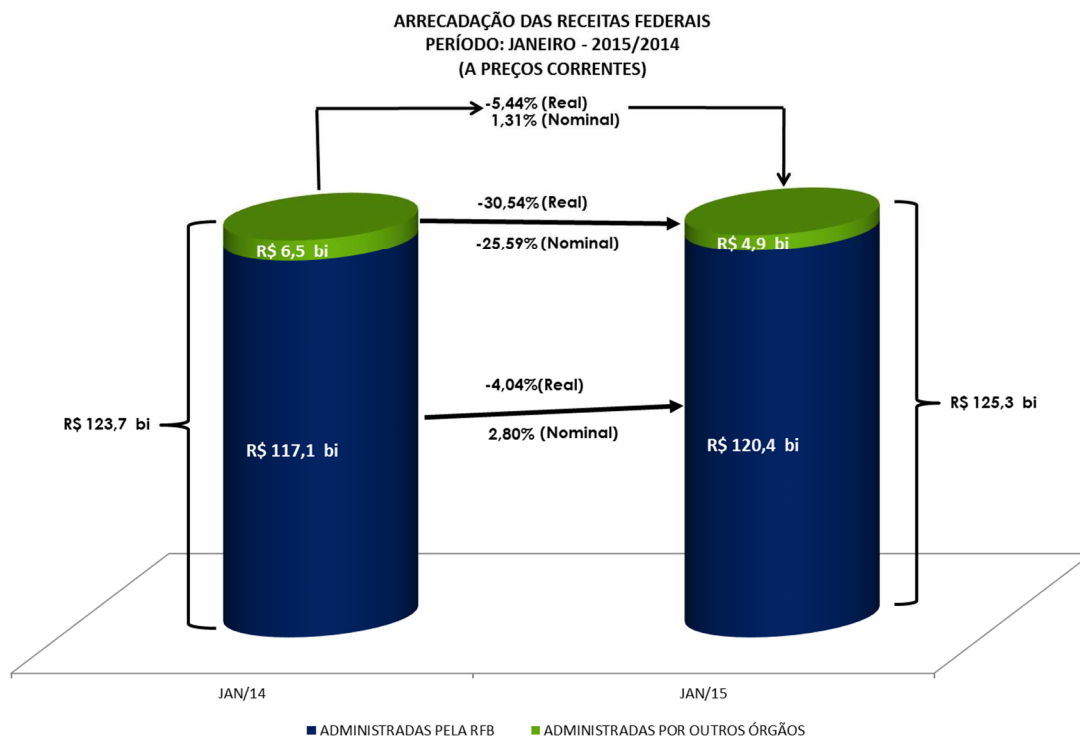 ARRECADAÇÃO DAS RECEITAS FEDERAIS
PERÍODO: JANEIRO - 2015/2014
(A PREÇOS CORRENTES)
-5,44% (Real)
1,31% (Nominal)
-30,54% (Real)
-25,59% (Nominal)
R$ 6,5 bi
R$ 4,9 bi
-4,04%(Real)
2,80% (Nominal)
R$ 123,7 bi
R$ 125,3 bi
R$ 117,1 bi
R$ 120,4 bi
JAN/14
JAN/15
ADMINISTRADAS PELA RFB
ADMINISTRADAS POR OUTROS ÓRGÃOS